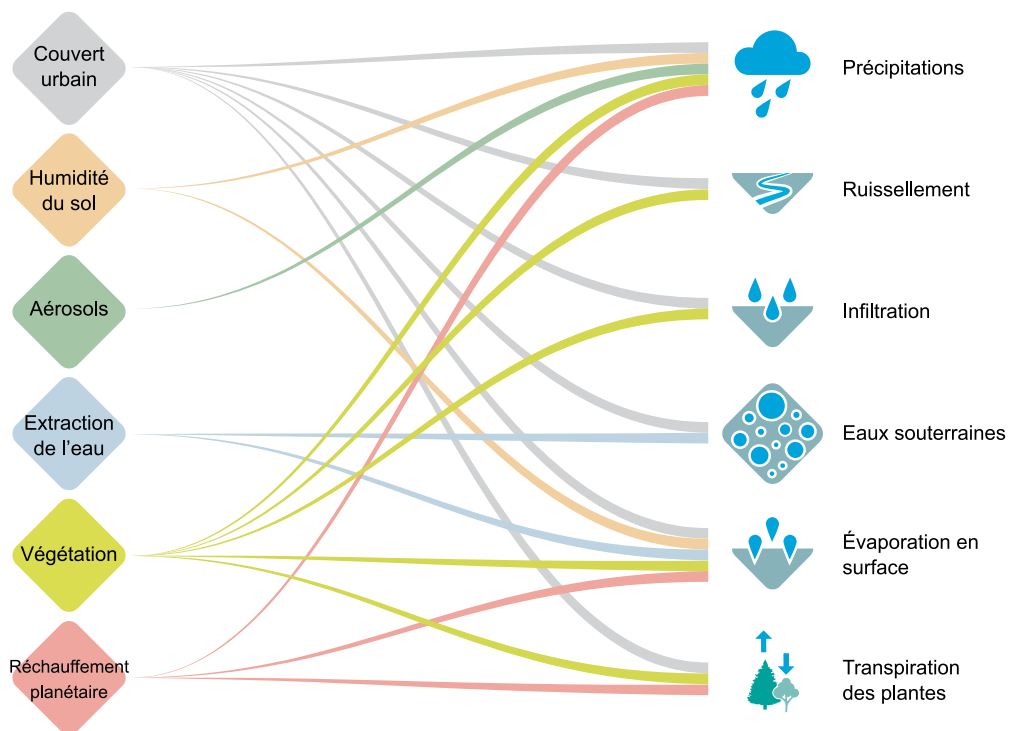 Couvert
urbain
Humidité
du sol
Aérosols
Extraction
de l'eau
Végétation
Réchauffement
planétaire
Précipitations
Ruissellement
Infiltration
Eaux souterraines
Évaporation en
surface
Transpiration
des plantes